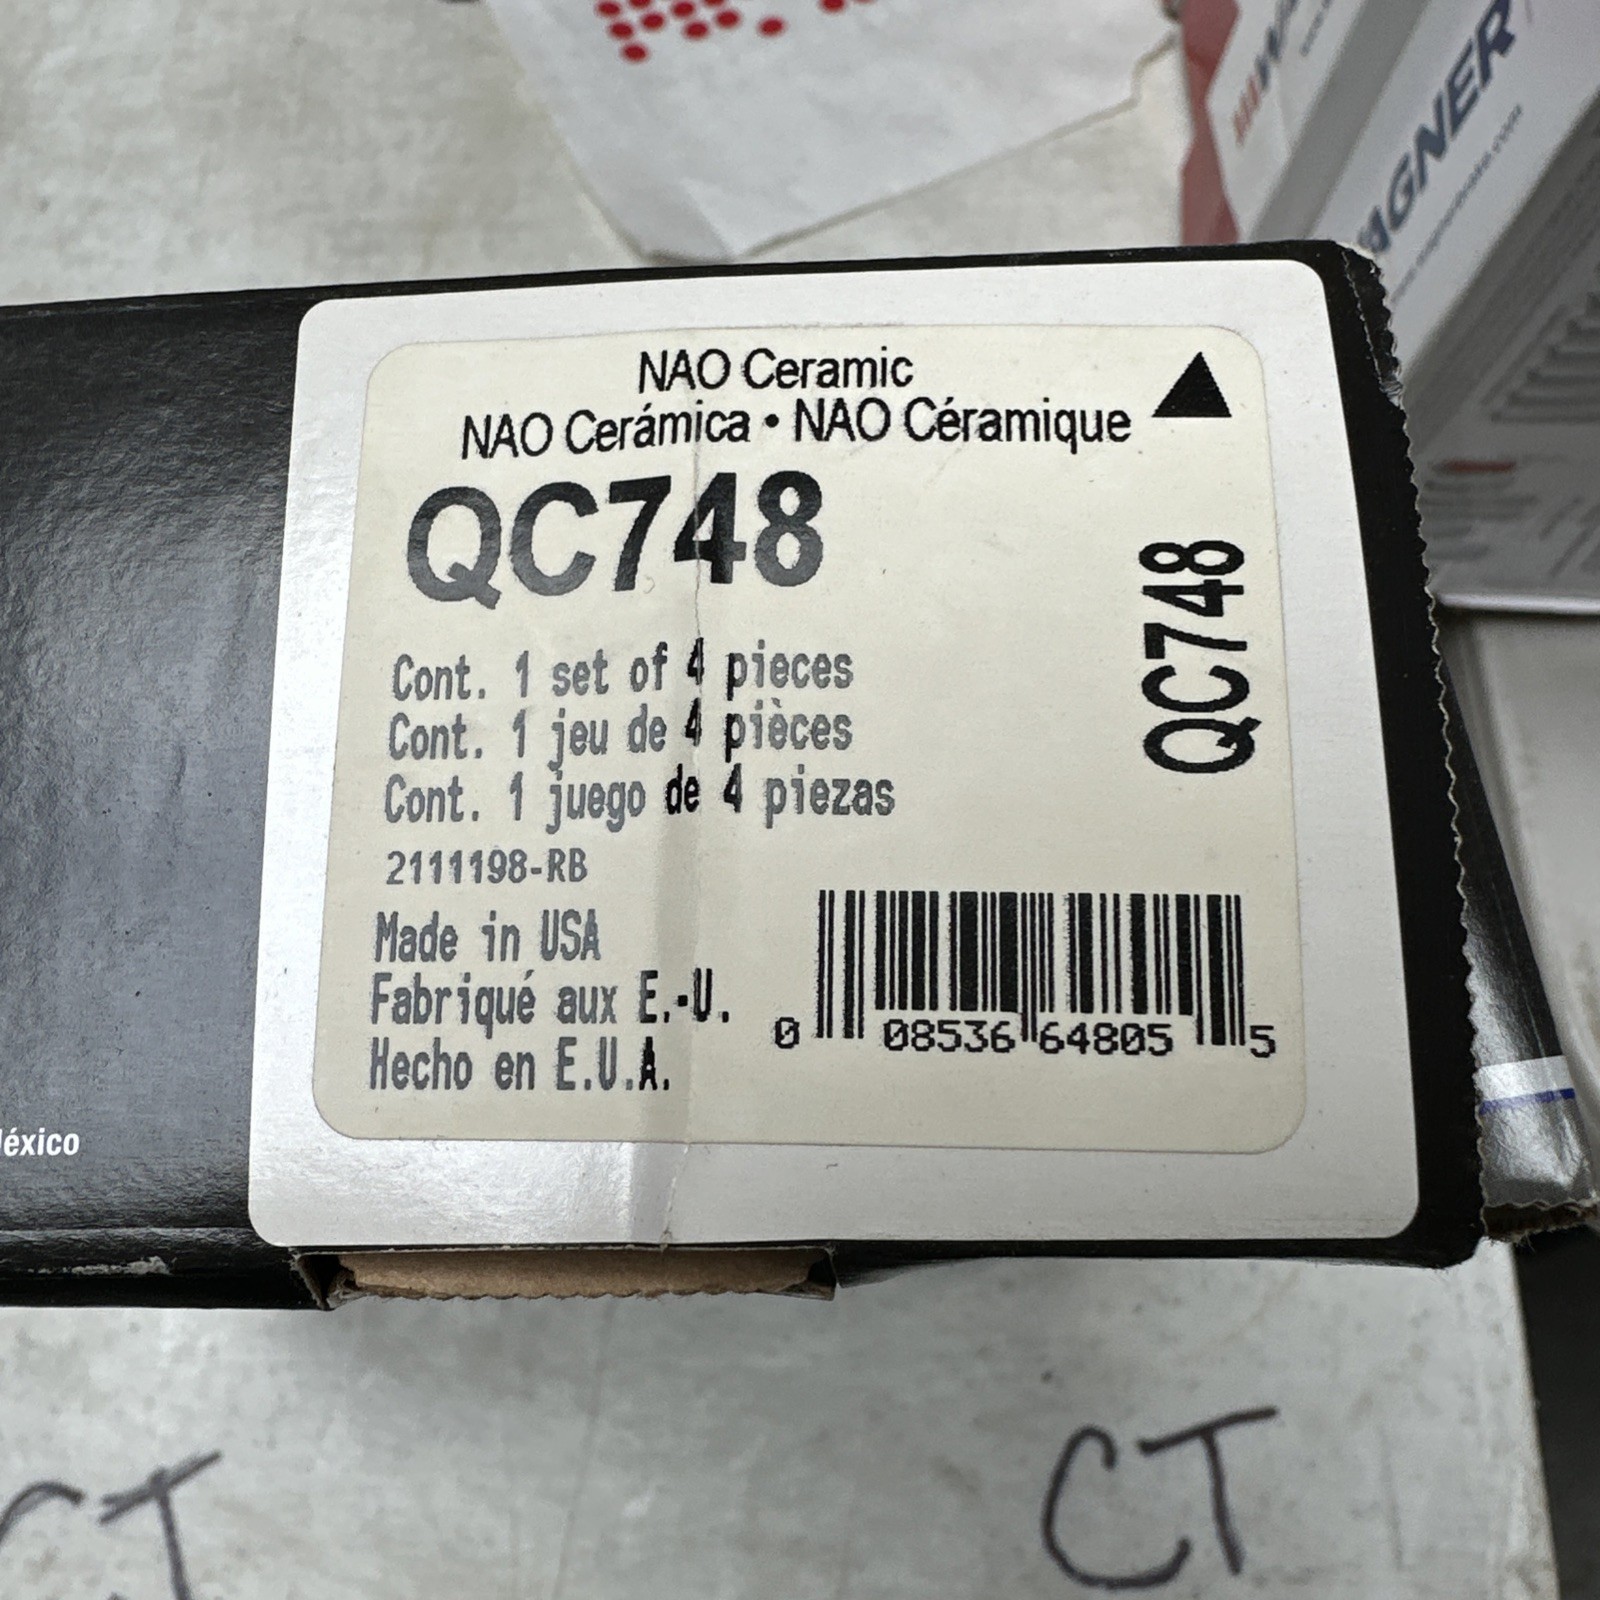 WAGNER
NAO Ceramic
NAO Cerámica • NAO Céramique
QC748
QC748
Cont. 1 set of 4 pieces
Cont. 1 jeu de 4 pièces
Cont. 1 juego de 4 piezas
2111198-RB
Made in USA
Fabriqué aux E.-U.
Hecho en E.U.A.
0 08536 64805 5
México
CT
CT